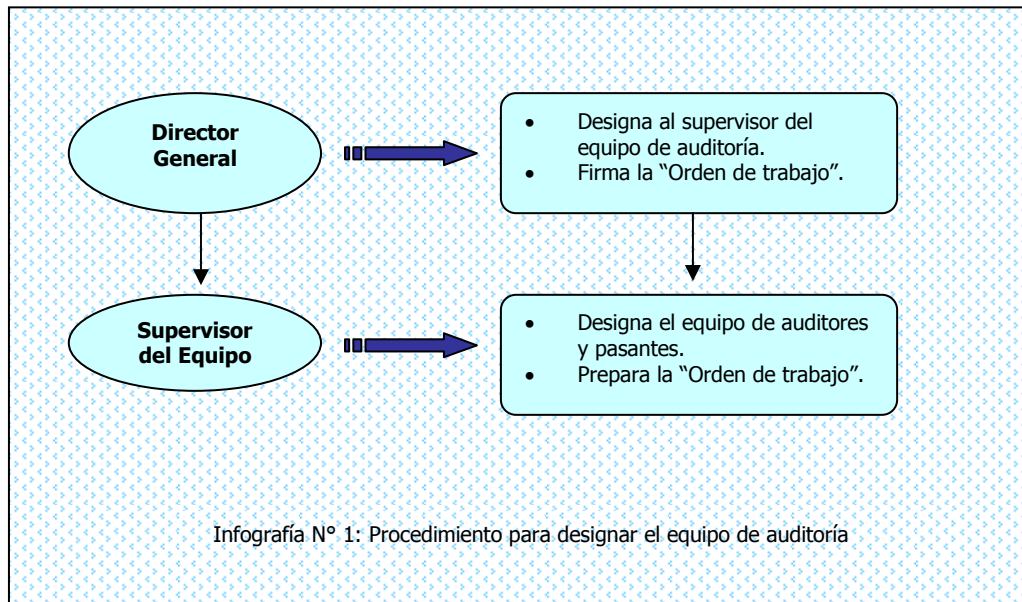 Director
General
• Designa al supervisor del
equipo de auditoría.
• Firma la “Orden de trabajo”.
Supervisor
del Equipo
• Designa el equipo de auditores
y pasantes.
• Prepara la “Orden de trabajo”.
Infografía N° 1: Procedimiento para designar el equipo de auditoría